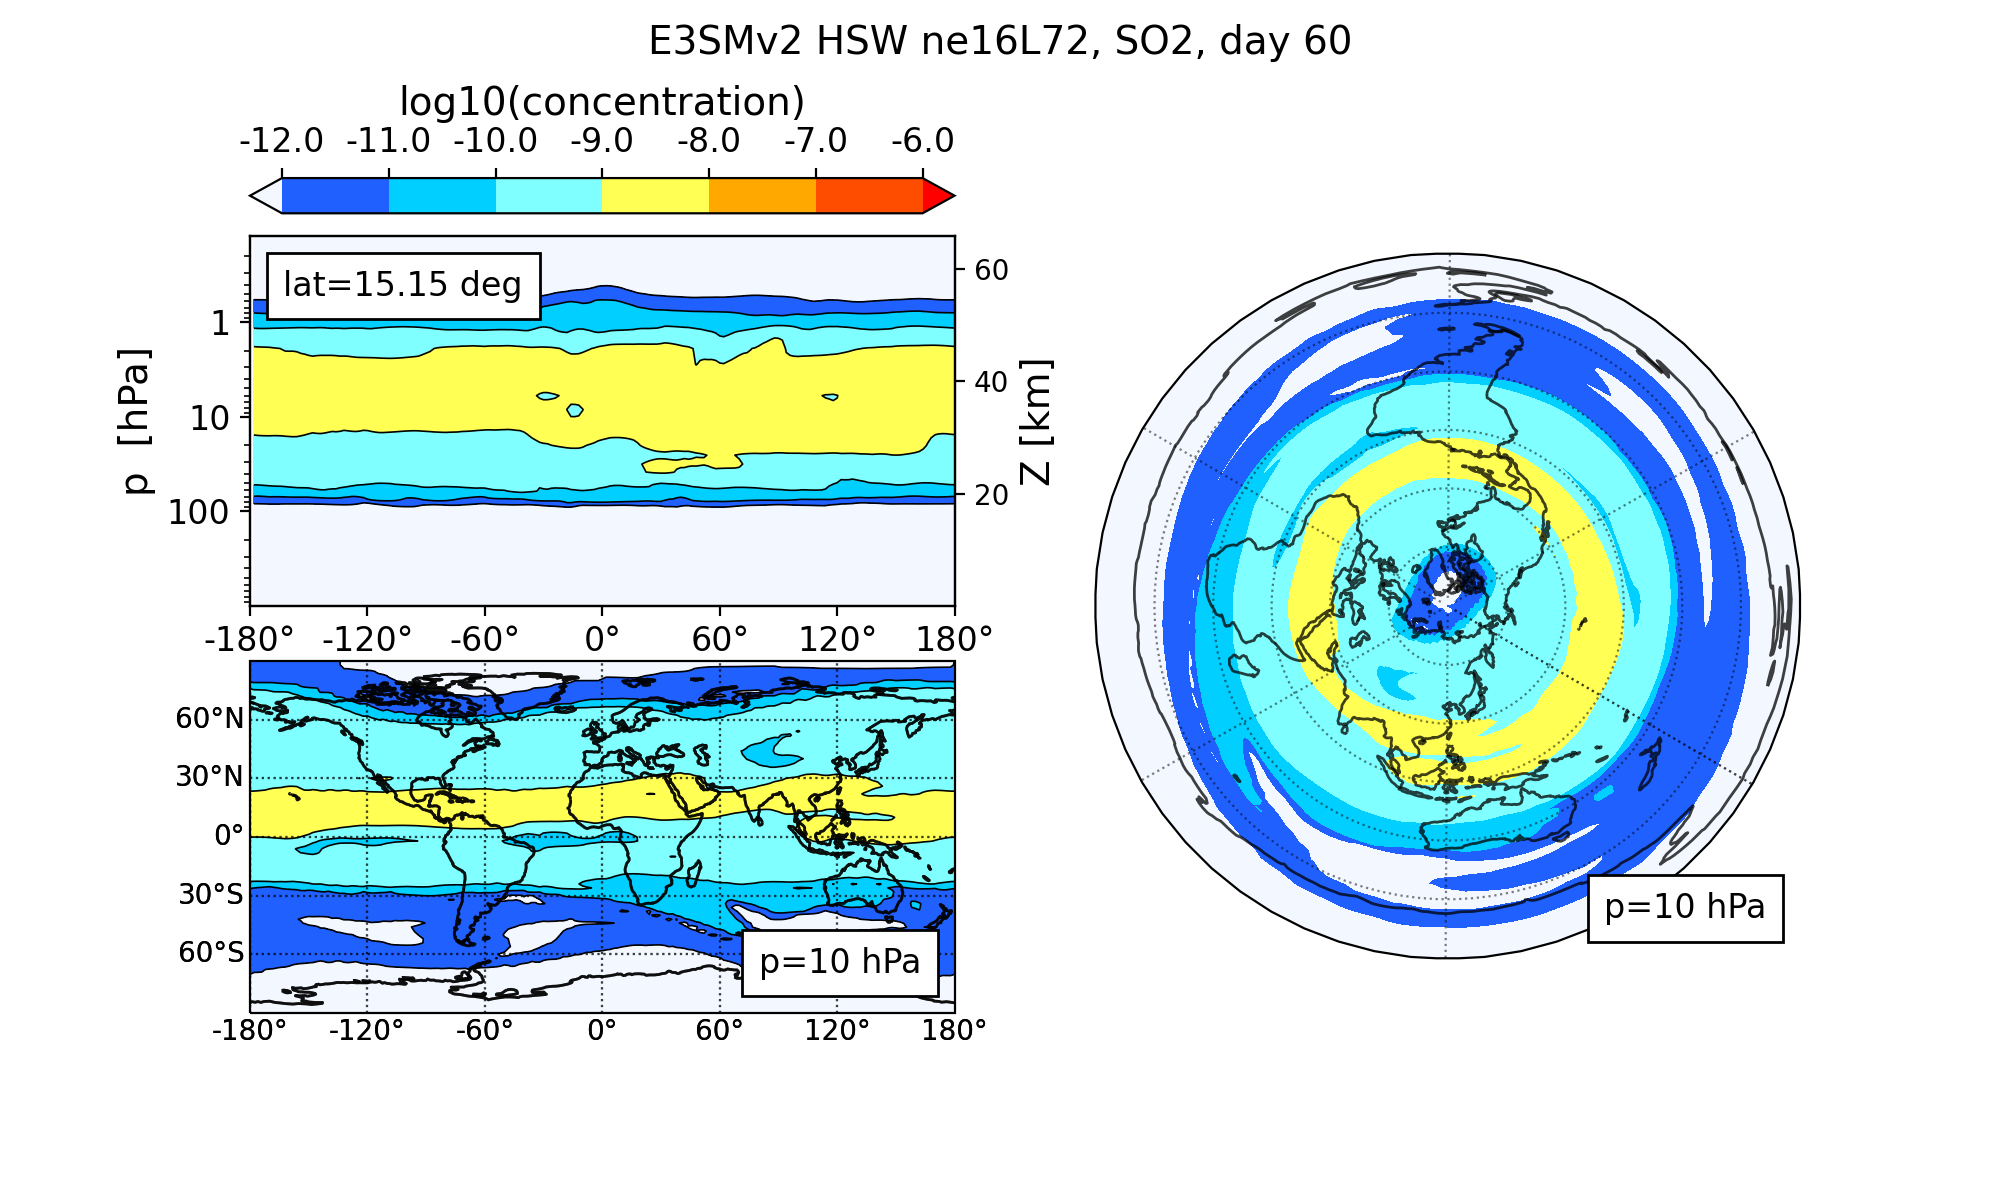 E3SMv2 HSW ne16L72, SO2, day 60
log10(concentration)
-12.0 -11.0 -10.0 -9.0 -8.0 -7.0 -6.0
lat=15.15 deg
p [hPa]
1
10
100
Z [km]
60
40
20
-180° -120° -60° 0° 60° 120° 180°
60°N
30°N
0°
30°S
60°S
p=10 hPa
-180° -120° -60° 0° 60° 120° 180°
p=10 hPa